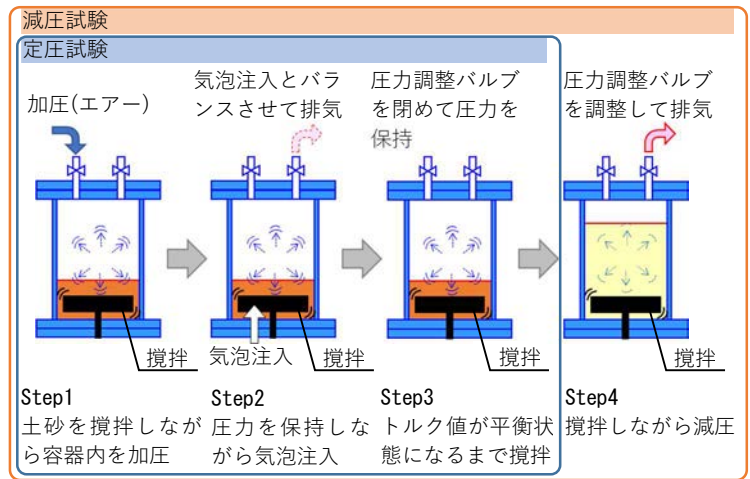 減圧試験
定圧試験
加圧(エアー)
気泡注入とバラ
ンスさせて排気
圧力調整バルブ
を閉めて圧力を
保持
圧力調整バルブ
を調整して排気
攪拌
気泡注入
攪拌
攪拌
攪拌
Step1
土砂を攪拌しなが
ら容器内を加圧
Step2
圧力を保持しな
がら気泡注入
Step3
トルク値が平衡状
態になるまで攪拌
Step4
攪拌しながら減圧